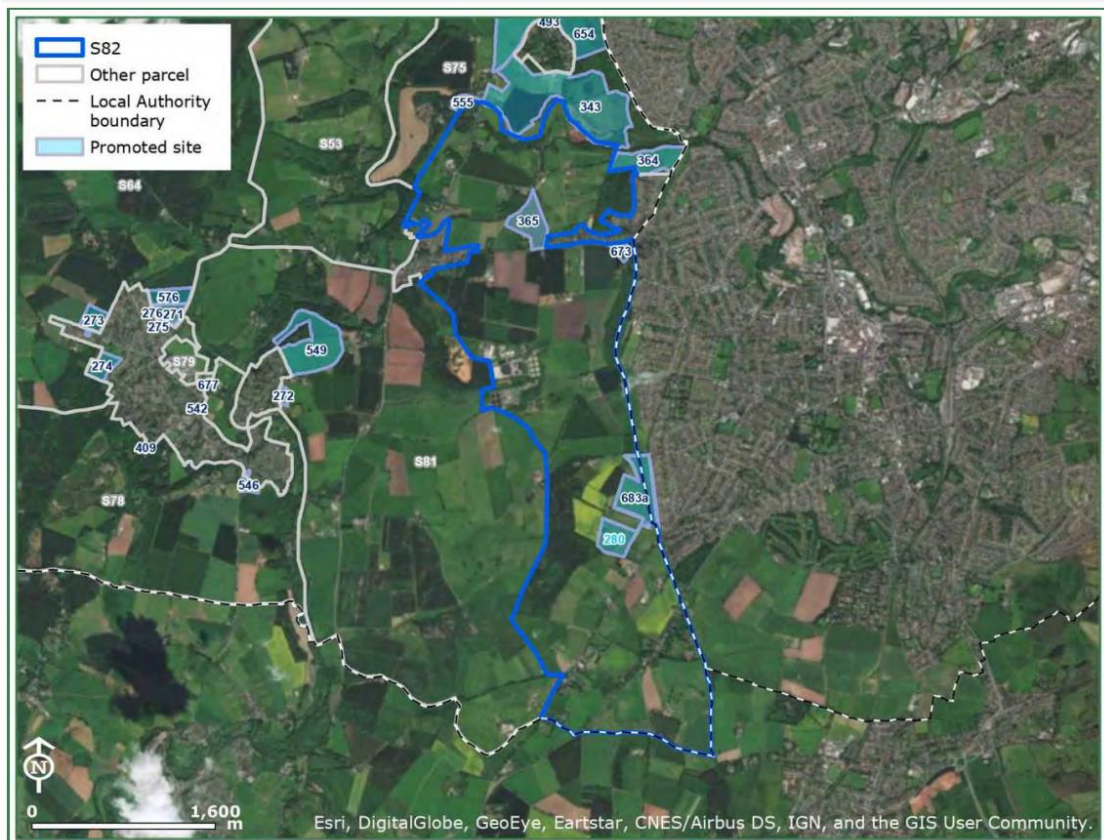 S82
Other parcel
Local Authority
boundary
Promoted site
493
654
S75
555
343
S53
364
S64
365
673
576
273
276
271
275
549
274
S79
677
272
542
409
S81
546
683a
S78
280
N
0
1,600
m
Esri, DigitalGlobe, GeoEye, Eartstar, CNES/Airbus DS, IGN, and the GIS User Community.